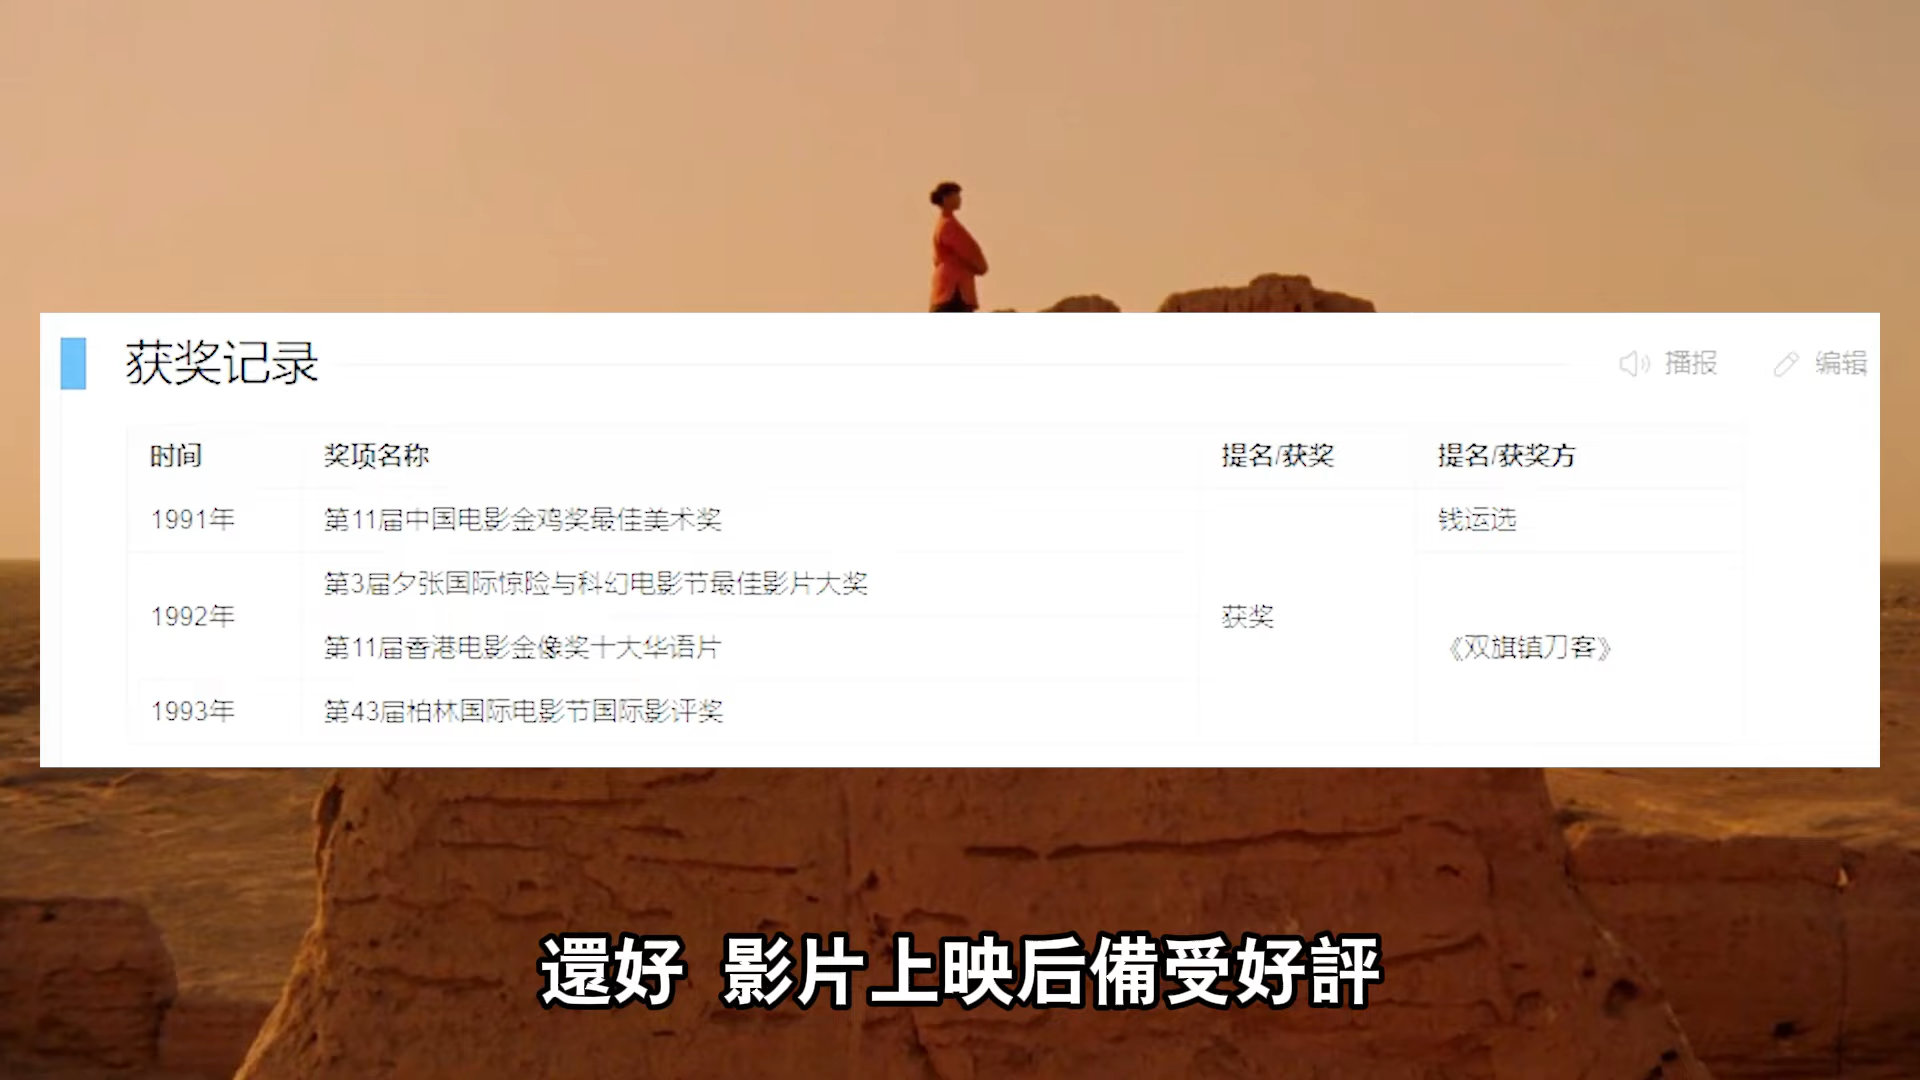 获奖记录 播报 编辑
时间 奖项名称 提名/获奖 提名/获奖方
1991年 第11届中国电影金鸡奖最佳美术奖 获奖 钱运选
1992年 第3届夕张国际惊险与科幻电影节最佳影片大奖 《双旗镇刀客》
第11届香港电影金像奖十大华语片
1993年 第43届柏林国际电影节国际影评奖
還好 影片上映后備受好評